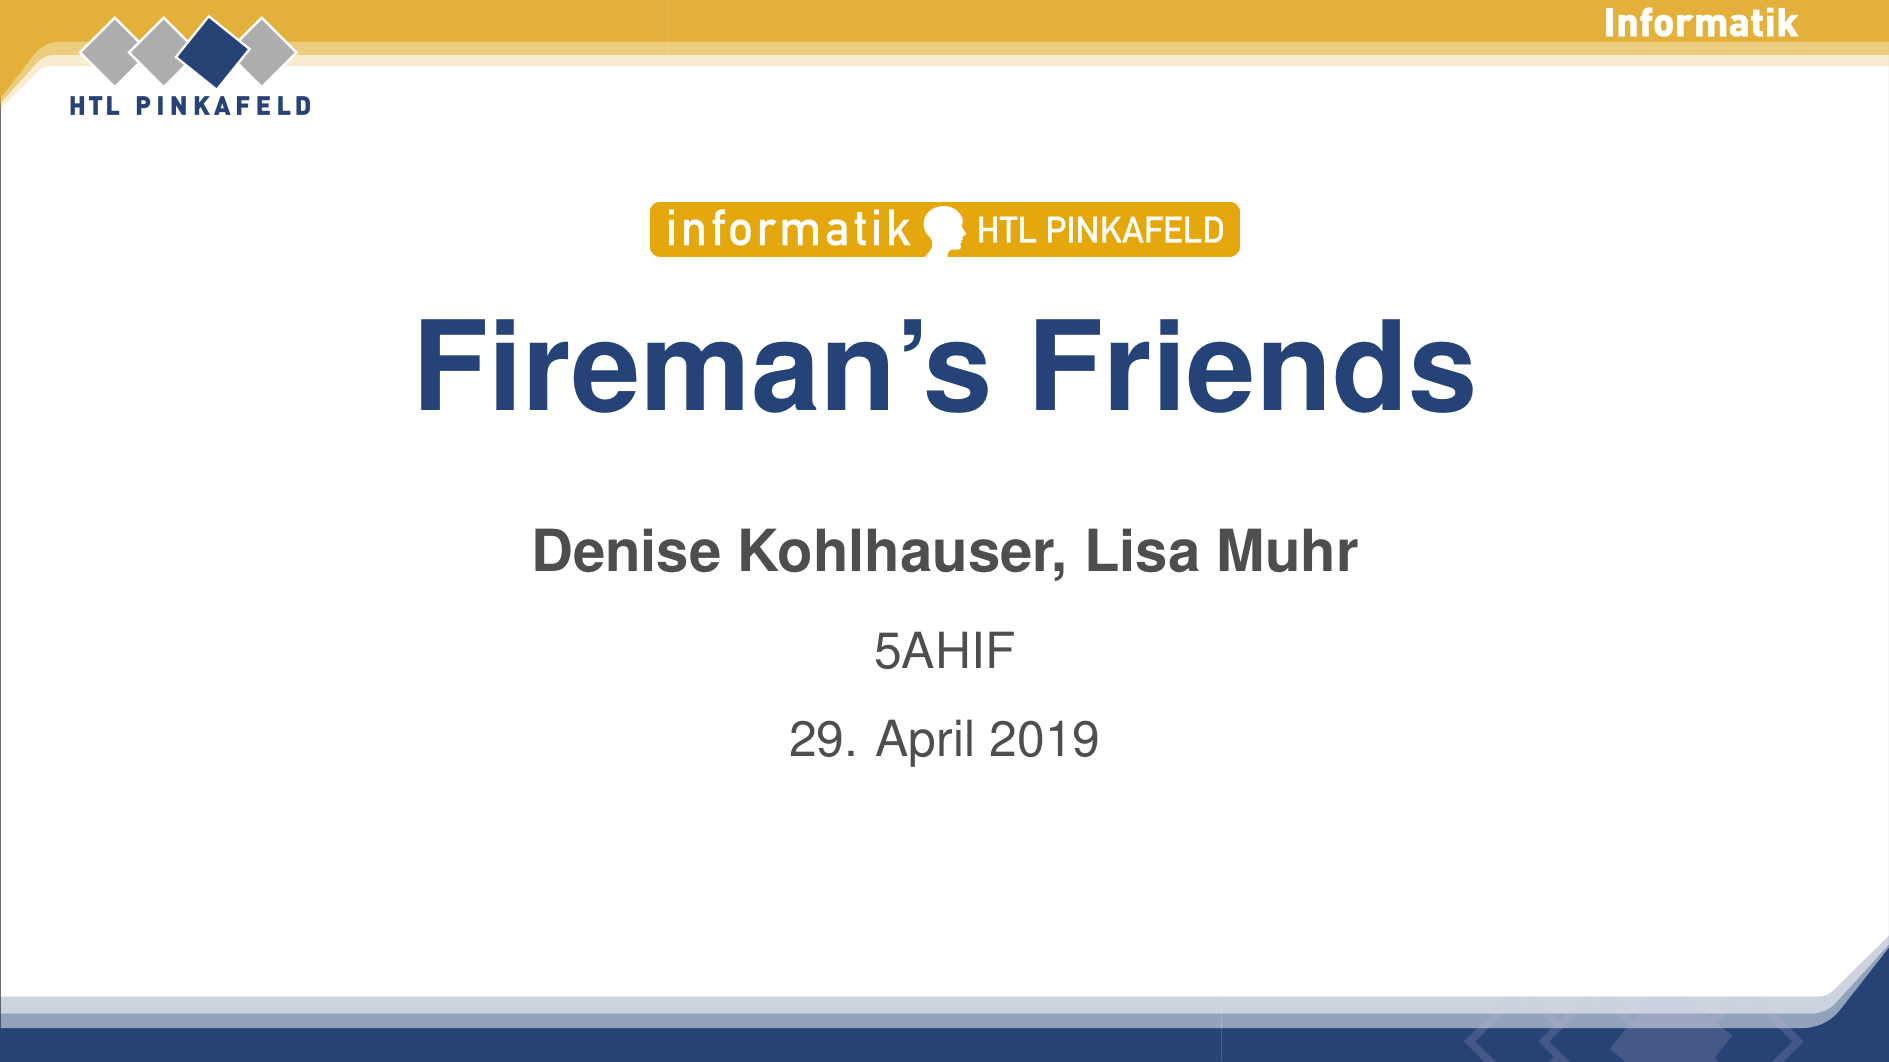 Informatik
HTL PINKAFELD
informatik HTL PINKAFELD
Fireman’s Friends
Denise Kohlhauser, Lisa Muhr
5AHIF
29. April 2019